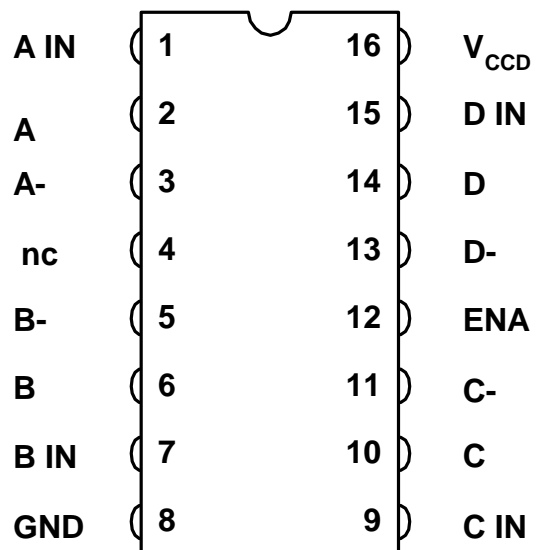 A IN 1 16 V_CCD
A 2 15 D IN
A- 3 14 D
nc 4 13 D-
B- 5 12 ENA
B 6 11 C-
B IN 7 10 C
GND 8 9 C IN